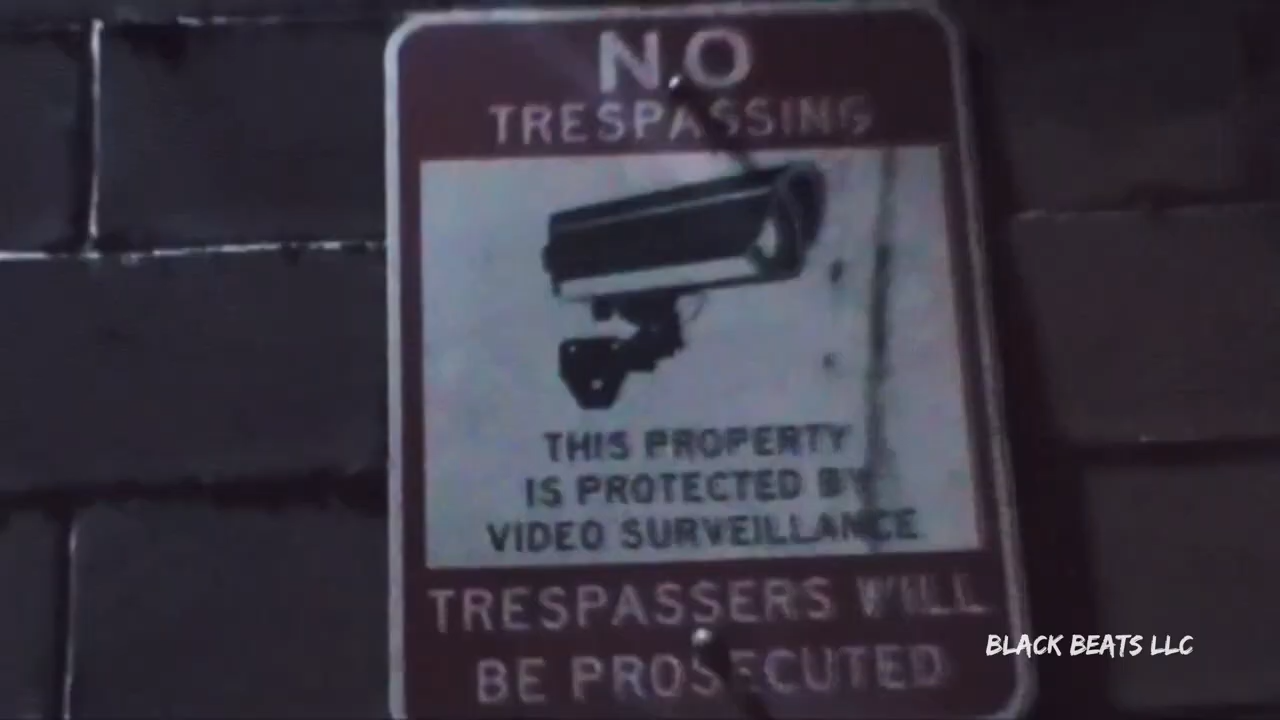 NO
TRESPASSING
THIS PROPERTY
IS PROTECTED BY
VIDEO SURVEILLANCE
TRESPASSERS WILL
BE PROSECUTED
BLACK BEATS LLC